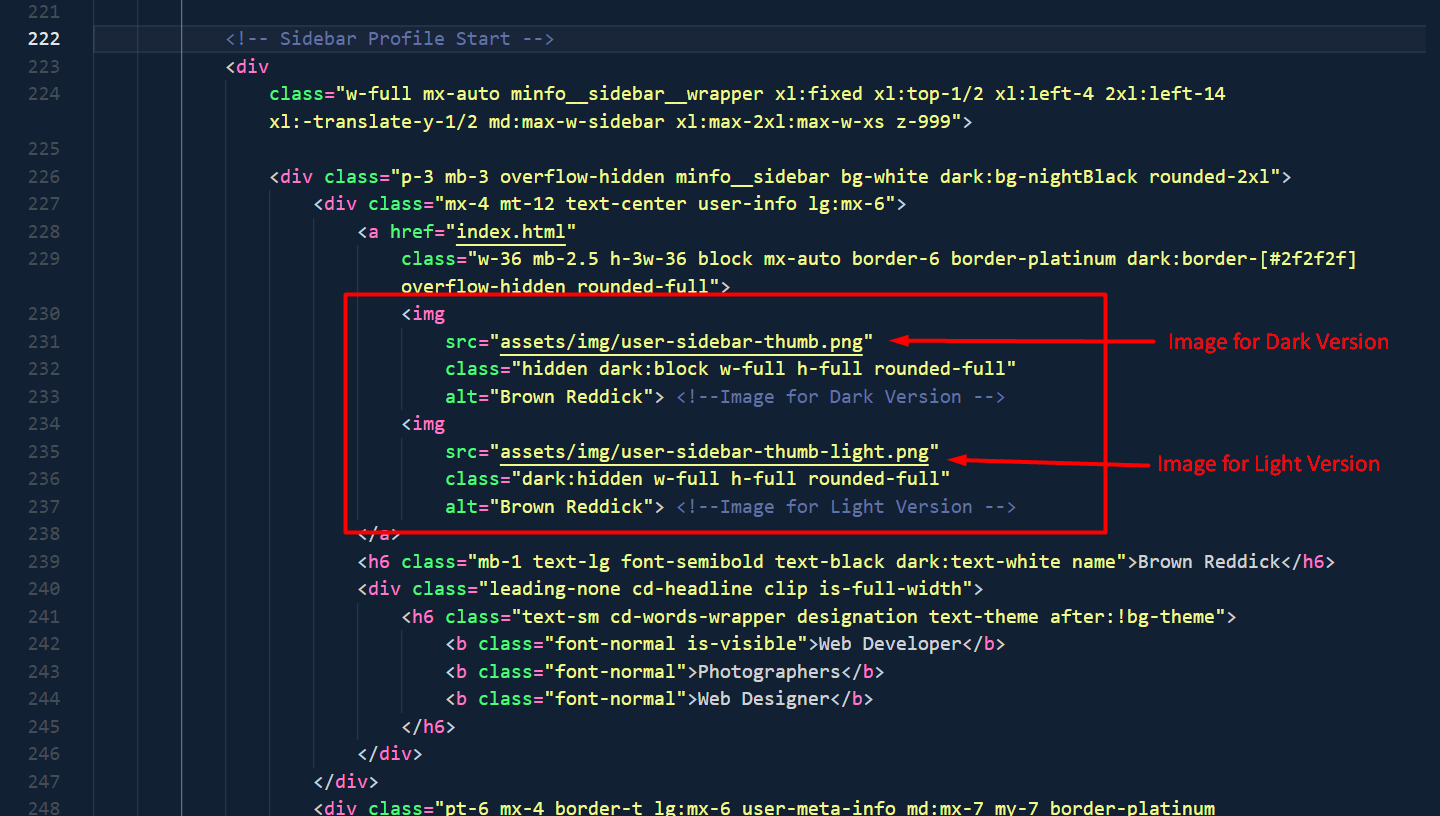 221
222 <!-- Sidebar Profile Start -->
223 <div
224 class="w-full mx-auto minfo__sidebar__wrapper xl:fixed xl:top-1/2 xl:left-4 2xl:left-14
xl:-translate-y-1/2 md:max-w-sidebar xl:max-2xl:max-w-xs z-999">
225
226 <div class="p-3 mb-3 overflow-hidden minfo__sidebar bg-white dark:bg-nightBlack rounded-2xl">
227 <div class="mx-4 mt-12 text-center user-info lg:mx-6">
228 <a href="index.html"
229 class="w-36 mb-2.5 h-3w-36 block mx-auto border-6 border-platinum dark:border-[#2f2f2f]
overflow-hidden rounded-full">
230 <img
231 src="assets/img/user-sidebar-thumb.png" Image for Dark Version
232 class="hidden dark:block w-full h-full rounded-full"
233 alt="Brown Reddick"> <!--Image for Dark Version -->
234 <img
235 src="assets/img/user-sidebar-thumb-light.png" Image for Light Version
236 class="dark:hidden w-full h-full rounded-full"
237 alt="Brown Reddick"> <!--Image for Light Version -->
238 </a>
239 <h6 class="mb-1 text-lg font-semibold text-black dark:text-white name">Brown Reddick</h6>
240 <div class="leading-none cd-headline clip is-full-width">
241 <h6 class="text-sm cd-words-wrapper designation text-theme after:!bg-theme">
242 <b class="font-normal is-visible">Web Developer</b>
243 <b class="font-normal">Photographers</b>
244 <b class="font-normal">Web Designer</b>
245 </h6>
246 </div>
247 </div>
248 <div class="pt-6 mx-4 border-t lg:mx-6 user-meta-info md:mx-7 my-7 border-platinum